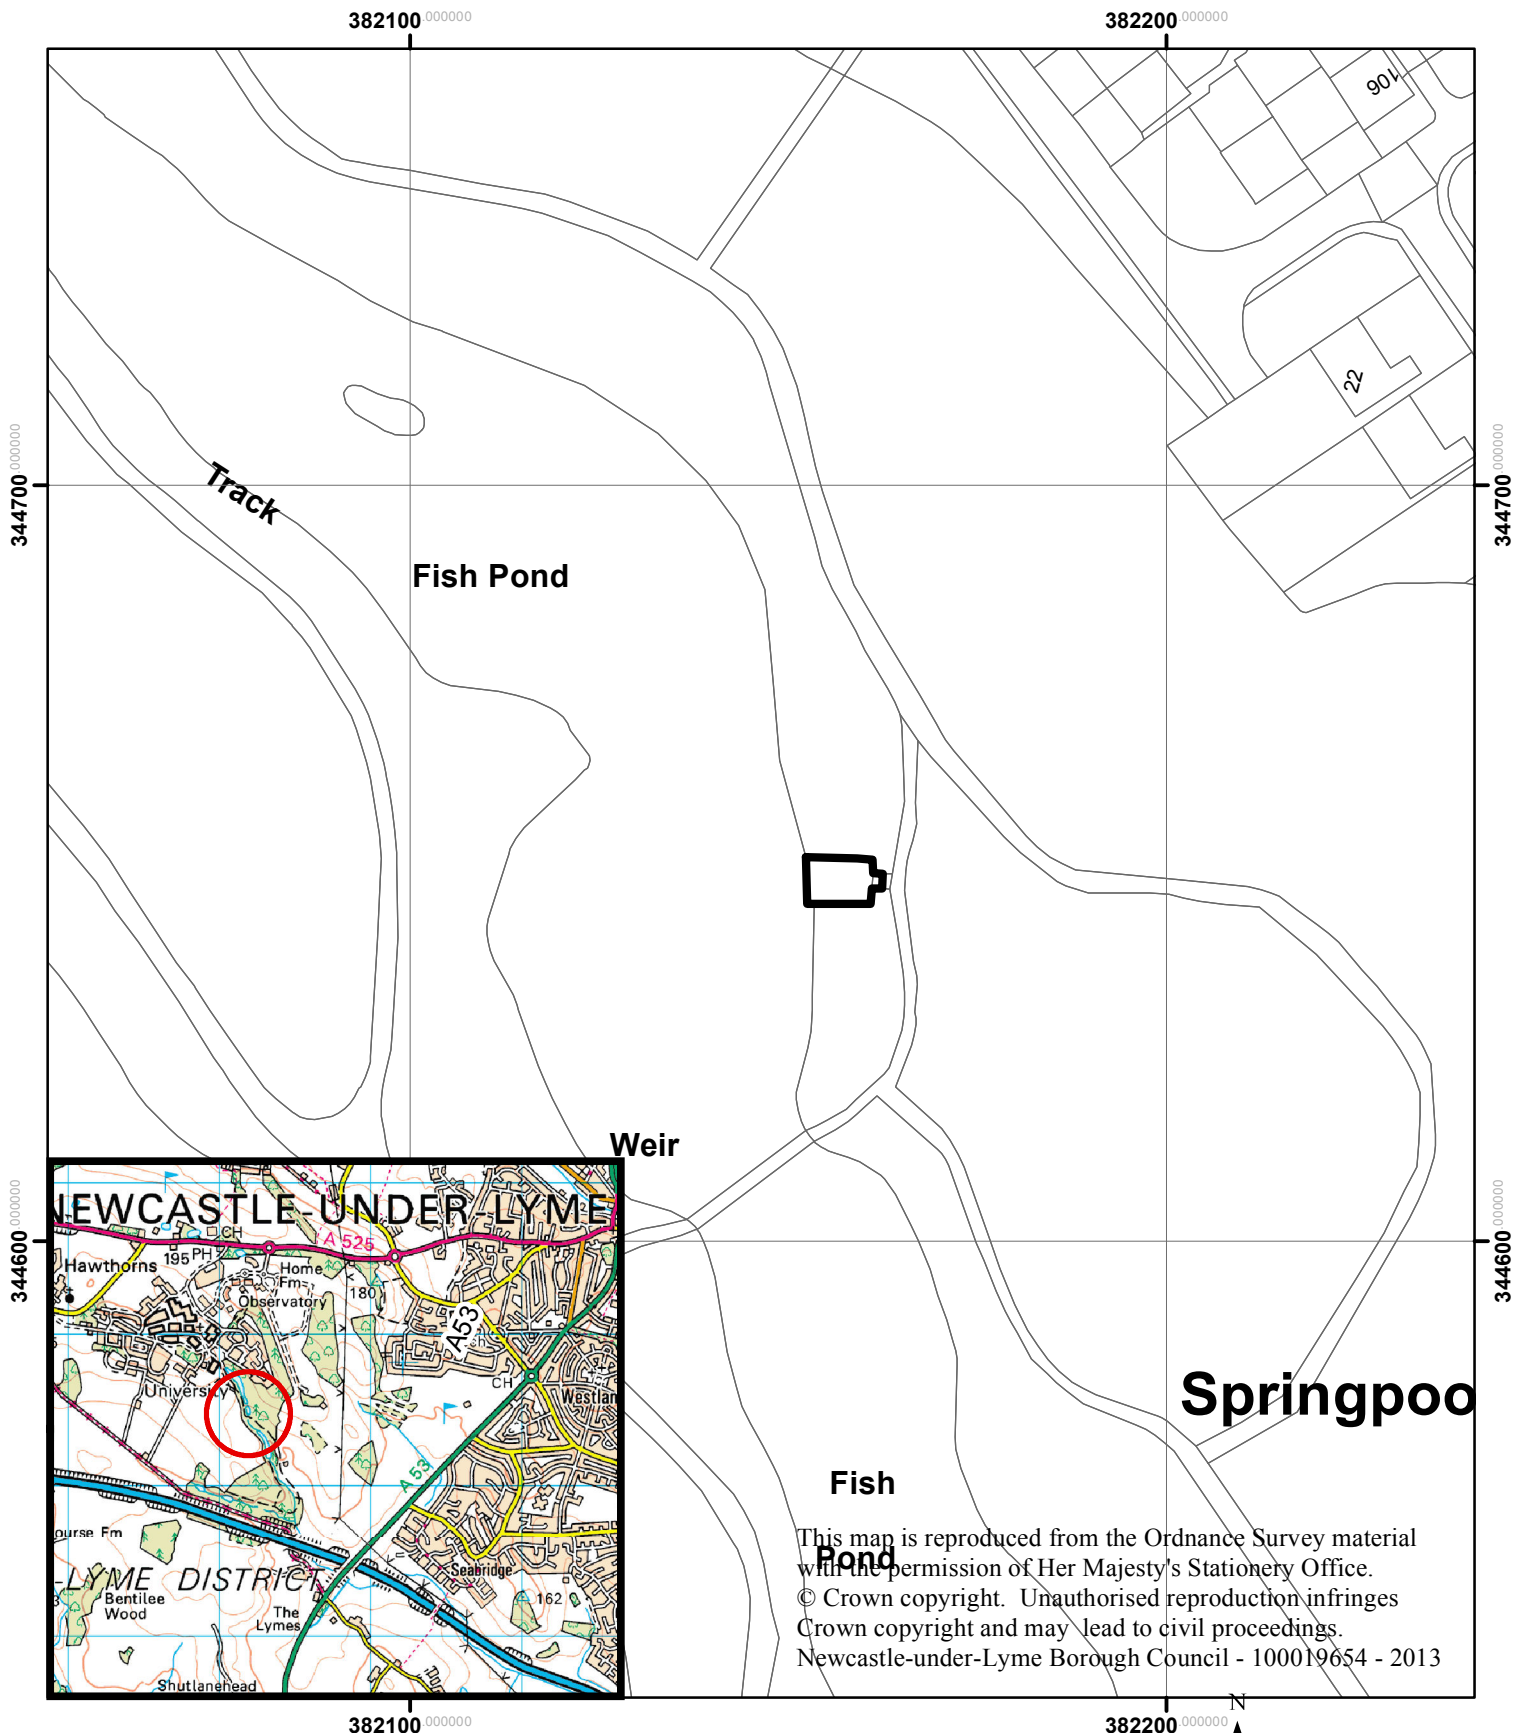 382100.000000
382200.000000
106
22
344700.000000
344700.000000
Track
Fish Pond
Weir
344600.000000
344600.000000
Springpoo
Fish
Pond
NEWCASTLE-UNDER-LYME
CH
A 525
195 PH
Hawthorns
Home
Fm
Observatory
180
A53
CH
University
Westlan
A 53
ourse Fm
-LYME DISTRICT
Bentilee
Wood
Seabridge
162
The
Lymes
Shutlanehead
This map is reproduced from the Ordnance Survey material
with the permission of Her Majesty's Stationery Office.
© Crown copyright. Unauthorised reproduction infringes
Crown copyright and may lead to civil proceedings.
Newcastle-under-Lyme Borough Council - 100019654 - 2013
N
382100.000000
382200.000000